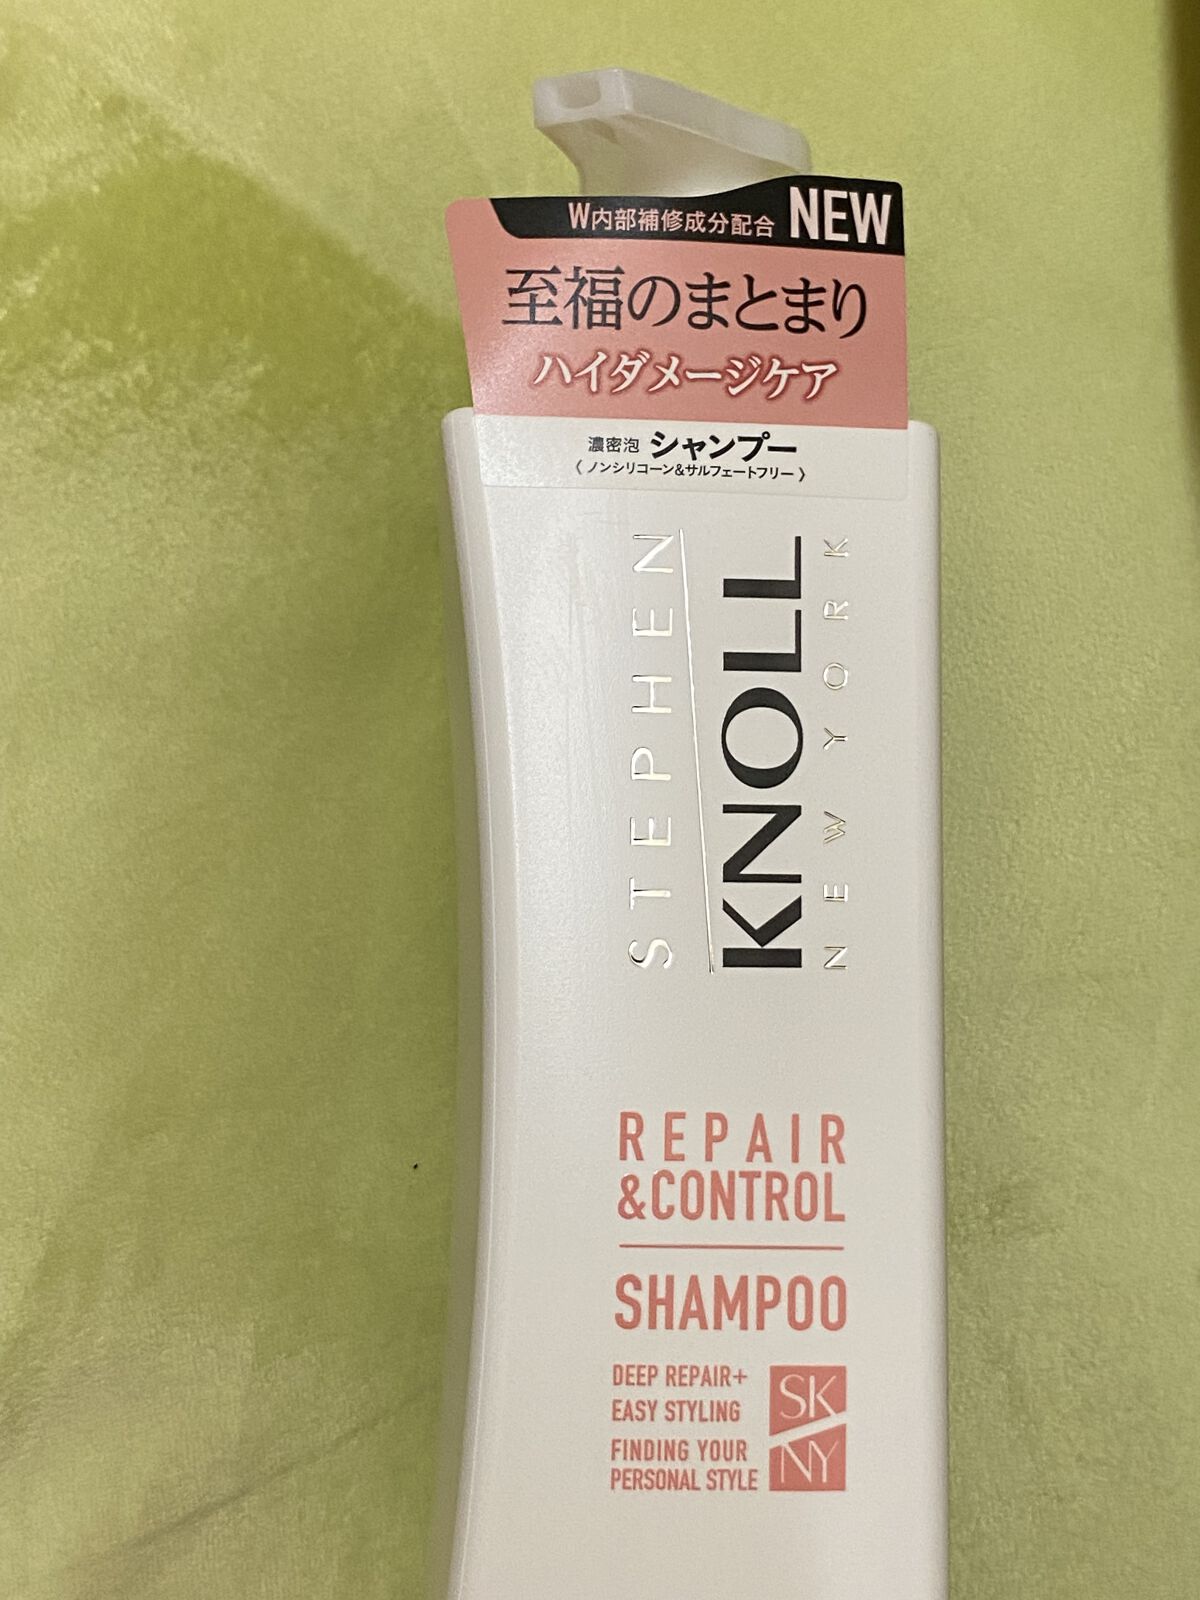 W内部補修成分配合 NEW
至福のまとまり
ハイダメージケア
濃密泡 シャンプー
〈 ノンシリコーン&サルフェートフリー 〉
STEPHEN
KNOLL
NEW YORK
REPAIR
&CONTROL
SHAMPOO
DEEP REPAIR+
EASY STYLING
FINDING YOUR
PERSONAL STYLE
SK
NY